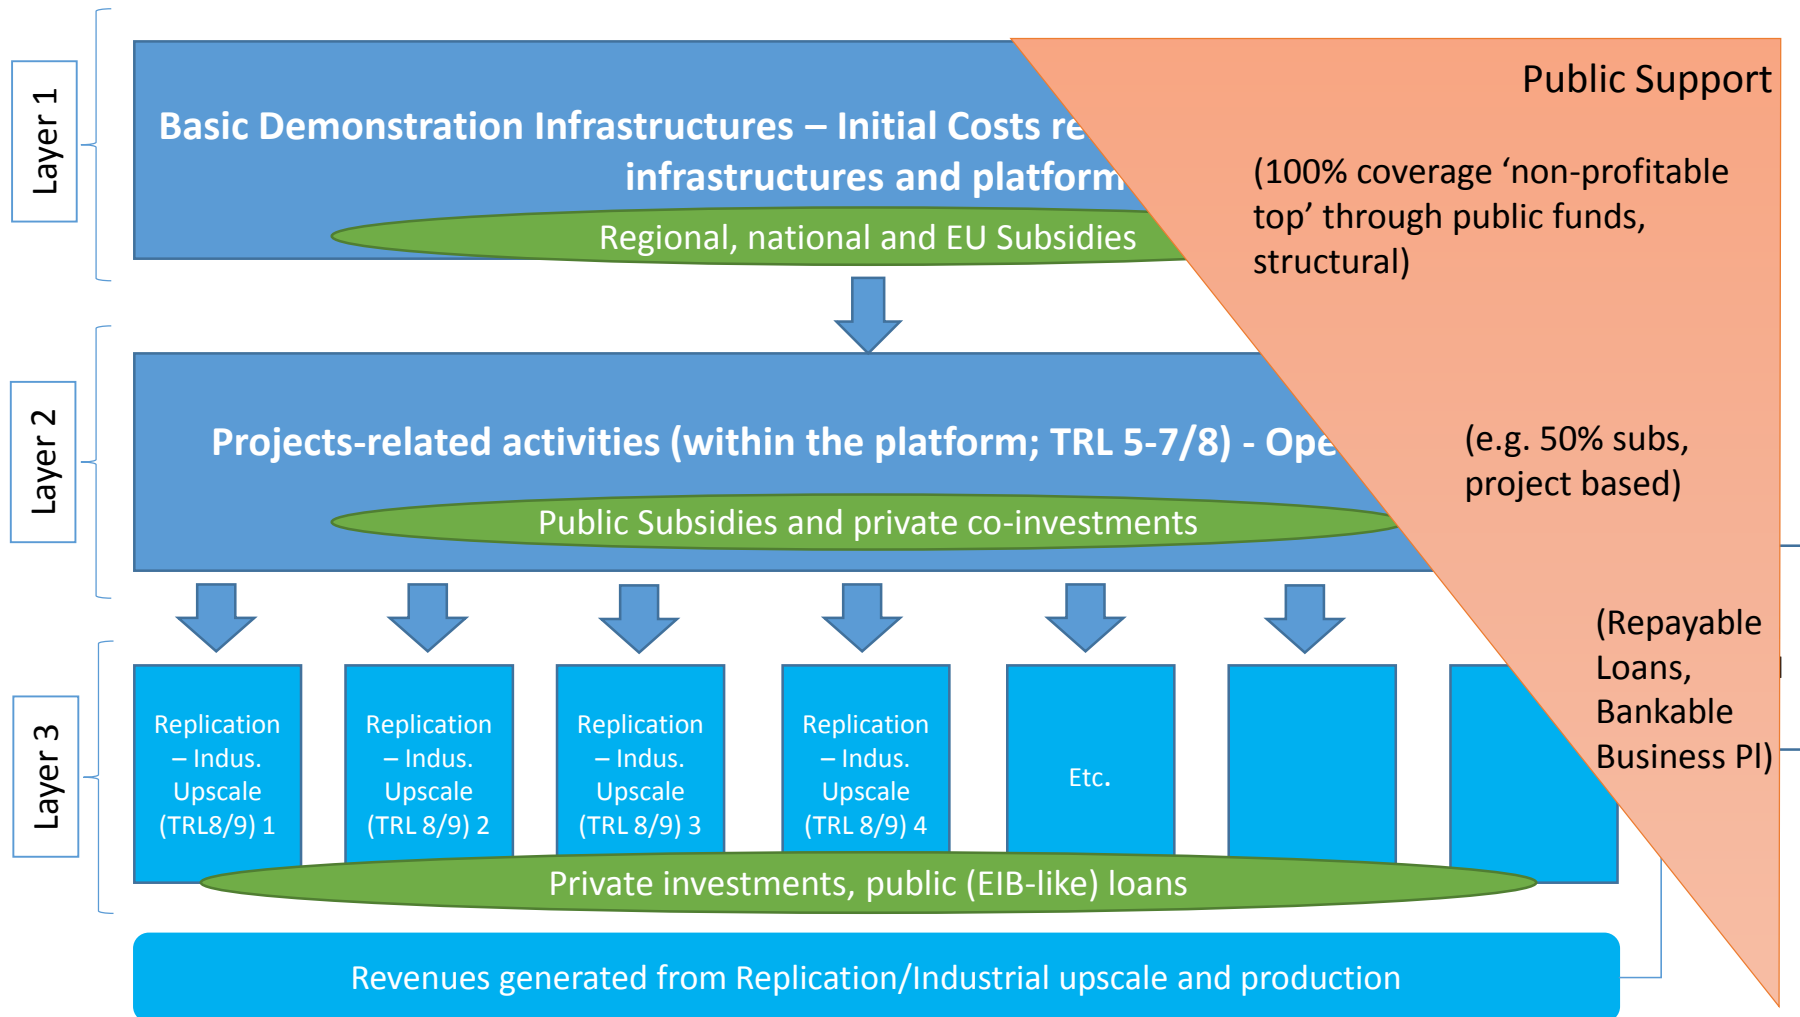 Layer 1
Basic Demonstration Infrastructures – Initial Costs re
infrastructures and platform
Regional, national and EU Subsidies
Public Support
(100% coverage ‘non-profitable
top’ through public funds,
structural)
Layer 2
Projects-related activities (within the platform; TRL 5-7/8) - Ope
Public Subsidies and private co-investments
(e.g. 50% subs,
project based)
Layer 3
Replication
– Indus.
Upscale
(TRL8/9) 1
Replication
– Indus.
Upscale
(TRL 8/9) 2
Replication
– Indus.
Upscale
(TRL 8/9) 3
Replication
– Indus.
Upscale
(TRL 8/9) 4
Etc.
(Repayable
Loans,
Bankable
Business Pl)
Private investments, public (EIB-like) loans
Revenues generated from Replication/Industrial upscale and production